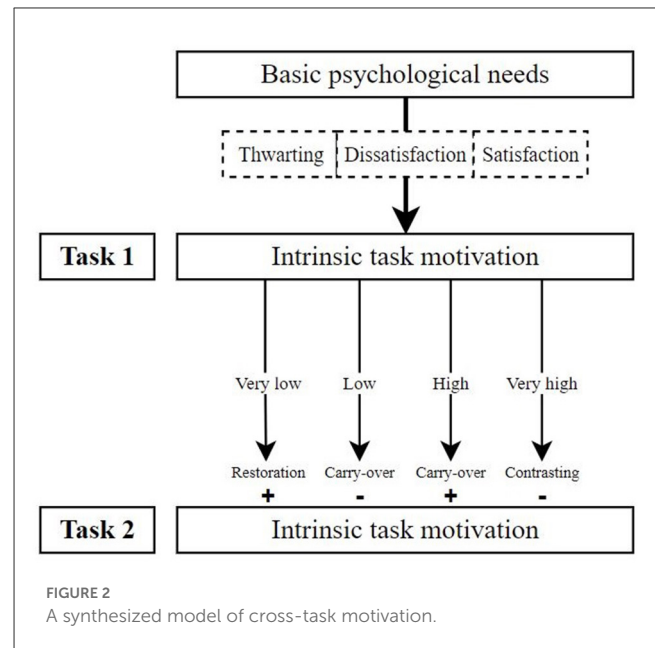 Basic psychological needs
Thwarting Dissatisfaction Satisfaction
Task 1 Intrinsic task motivation
Very low Low High Very high
Restoration Carry-over Carry-over Contrasting
+ - + -
Task 2 Intrinsic task motivation
FIGURE 2
A synthesized model of cross-task motivation.